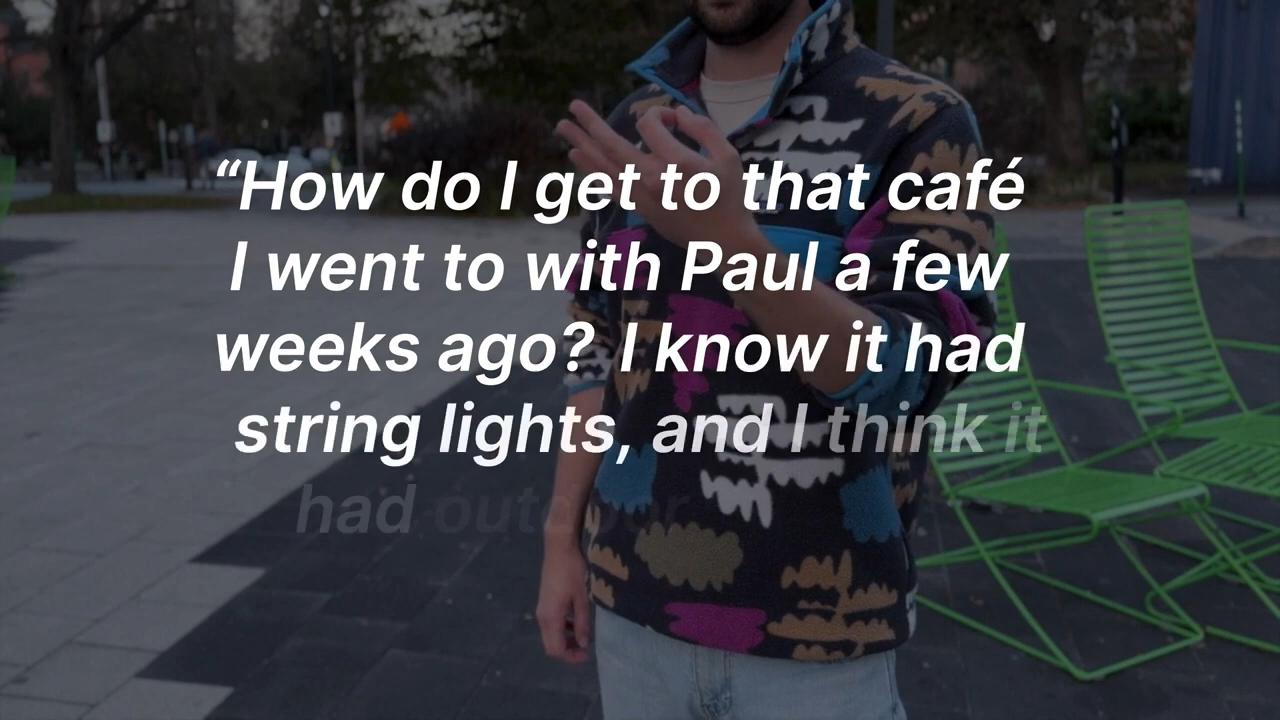 “How do I get to that café
I went to with Paul a few
weeks ago? I know it had
string lights, and I think it
had outdoor